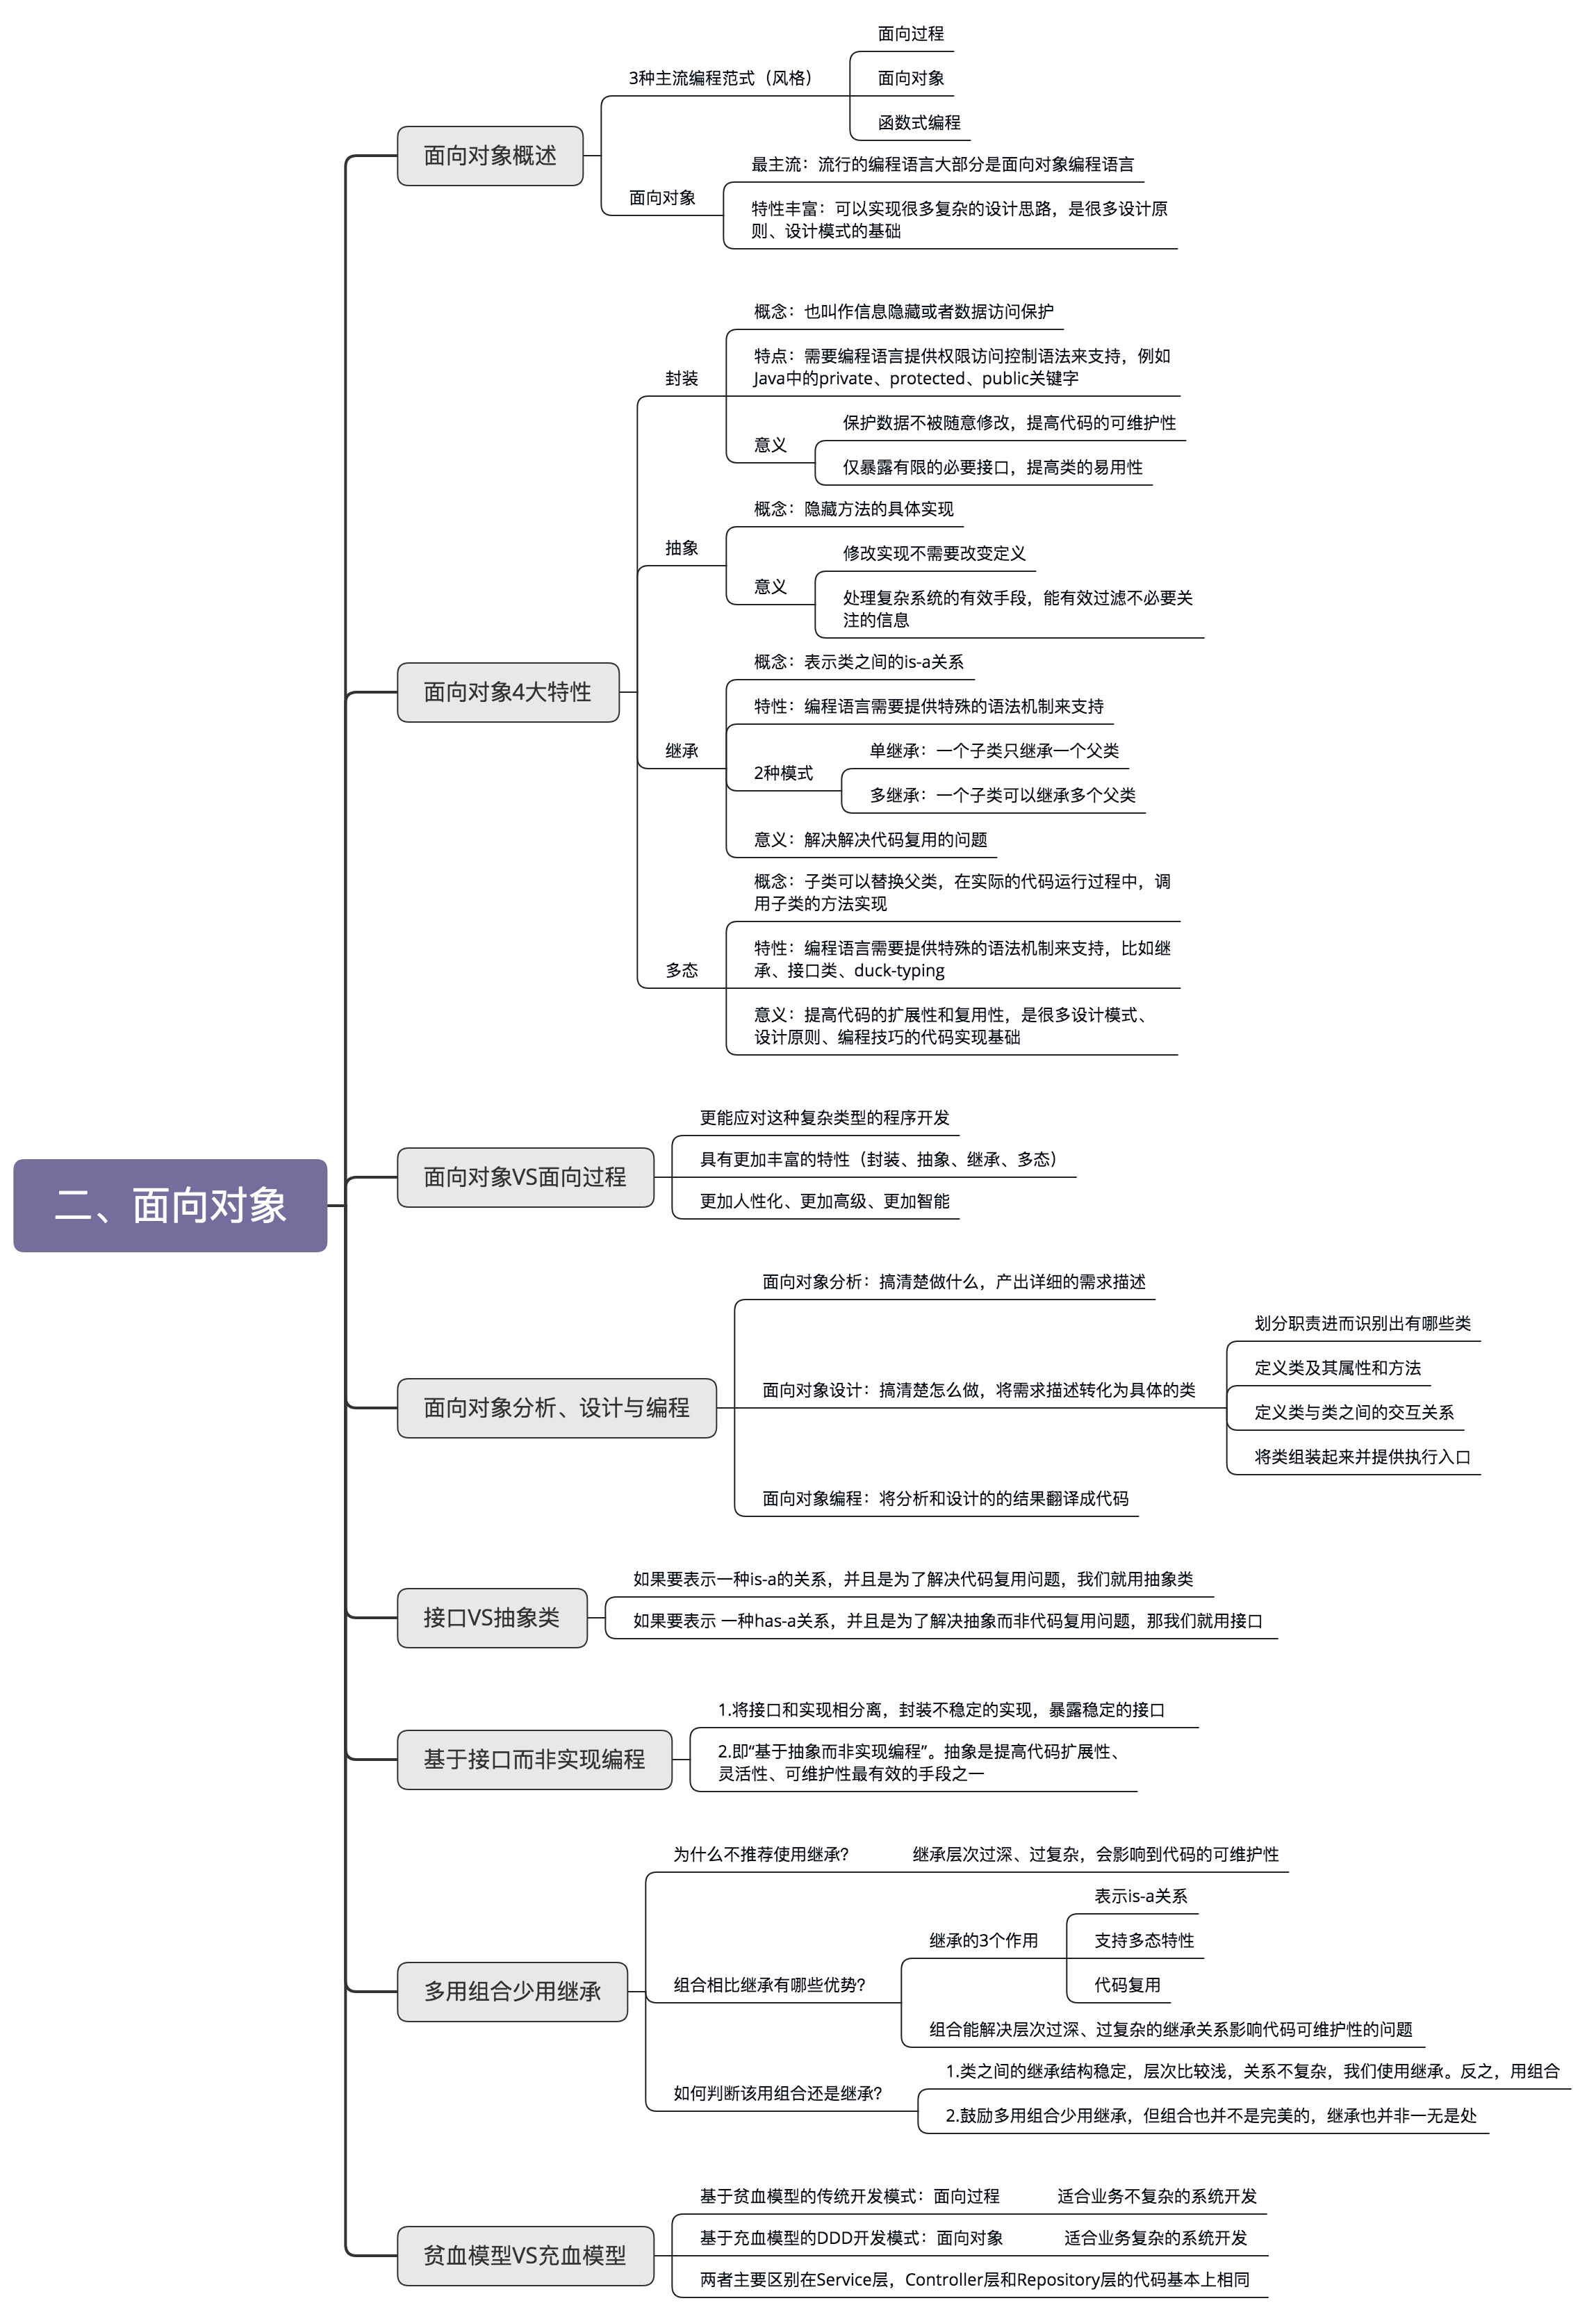 二、面向对象
面向对象概述
3种主流编程范式（风格）
面向过程
面向对象
函数式编程
面向对象
最主流：流行的编程语言大部分是面向对象编程语言
特性丰富：可以实现很多复杂的设计思路，是很多设计原
则、设计模式的基础
面向对象4大特性
封装
概念：也叫作信息隐藏或者数据访问保护
特点：需要编程语言提供权限访问控制语法来支持，例如
Java中的private、protected、public关键字
意义
保护数据不被随意修改，提高代码的可维护性
仅暴露有限的必要接口，提高类的易用性
抽象
概念：隐藏方法的具体实现
意义
修改实现不需要改变定义
处理复杂系统的有效手段，能有效过滤不必要关
注的信息
继承
概念：表示类之间的is-a关系
特性：编程语言需要提供特殊的语法机制来支持
2种模式
单继承：一个子类只继承一个父类
多继承：一个子类可以继承多个父类
意义：解决解决代码复用的问题
多态
概念：子类可以替换父类，在实际的代码运行过程中，调
用子类的方法实现
特性：编程语言需要提供特殊的语法机制来支持，比如继
承、接口类、duck-typing
意义：提高代码的扩展性和复用性，是很多设计模式、
设计原则、编程技巧的代码实现基础
面向对象VS面向过程
更能应对这种复杂类型的程序开发
具有更加丰富的特性（封装、抽象、继承、多态）
更加人性化、更加高级、更加智能
面向对象分析、设计与编程
面向对象分析：搞清楚做什么，产出详细的需求描述
面向对象设计：搞清楚怎么做，将需求描述转化为具体的类
划分职责进而识别出有哪些类
定义类及其属性和方法
定义类与类之间的交互关系
将类组装起来并提供执行入口
面向对象编程：将分析和设计的的结果翻译成代码
接口VS抽象类
如果要表示一种is-a的关系，并且是为了解决代码复用问题，我们就用抽象类
如果要表示 一种has-a关系，并且是为了解决抽象而非代码复用问题，那我们就用接口
基于接口而非实现编程
1.将接口和实现相分离，封装不稳定的实现，暴露稳定的接口
2.即“基于抽象而非实现编程”。抽象是提高代码扩展性、
灵活性、可维护性最有效的手段之一
多用组合少用继承
为什么不推荐使用继承？
继承层次过深、过复杂，会影响到代码的可维护性
组合相比继承有哪些优势？
继承的3个作用
表示is-a关系
支持多态特性
代码复用
组合能解决层次过深、过复杂的继承关系影响代码可维护性的问题
如何判断该用组合还是继承？
1.类之间的继承结构稳定，层次比较浅，关系不复杂，我们使用继承。反之，用组合
2.鼓励多用组合少用继承，但组合也并不是完美的，继承也并非一无是处
贫血模型VS充血模型
基于贫血模型的传统开发模式：面向过程
适合业务不复杂的系统开发
基于充血模型的DDD开发模式：面向对象
适合业务复杂的系统开发
两者主要区别在Service层，Controller层和Repository层的代码基本上相同